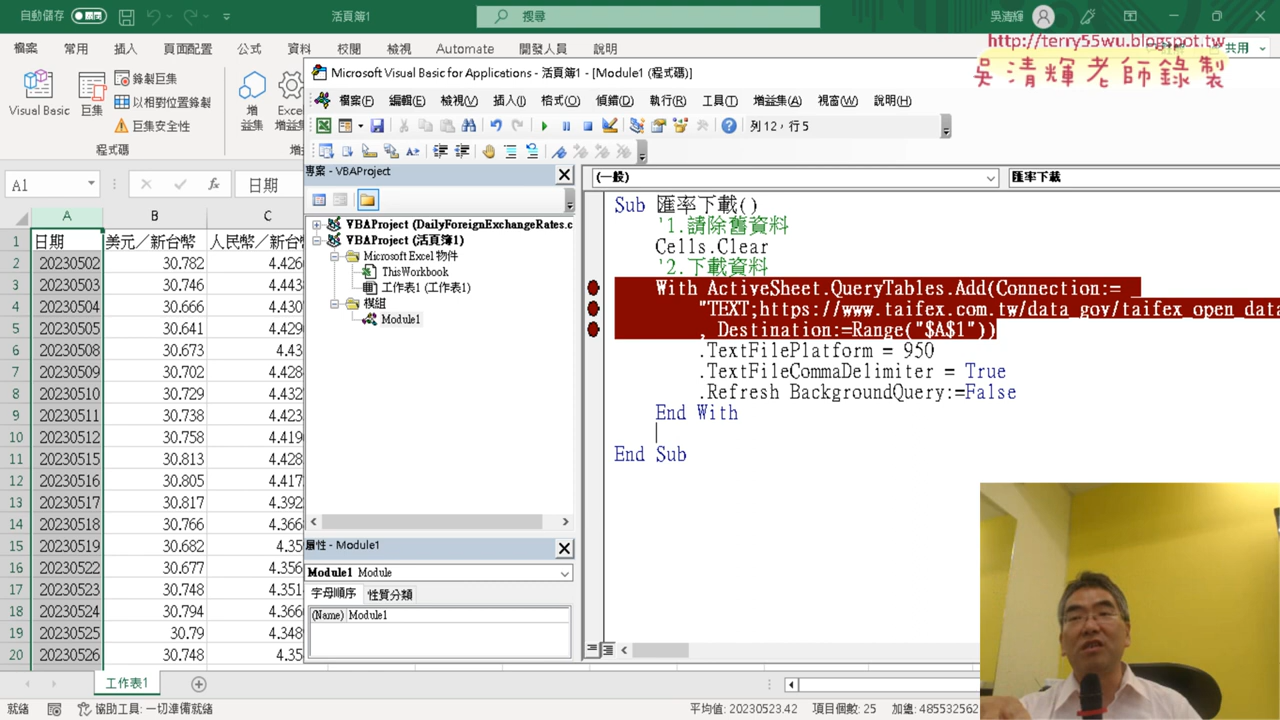 自動儲存
活頁簿1
搜尋
吳清輝
http://terry55wu.blogspot.tw
吳清輝老師錄製
檔案 常用 插入 頁面配置 公式 資料 校閱 檢視 Automate 開發人員 說明
共用
Visual Basic
巨集
錄製巨集
以相對位置錄製
巨集安全性
程式碼
增
益集
Microsoft Visual Basic for Applications - 活頁簿1 - [Module1 (程式碼)]
檔案(F) 編輯(E) 檢視(V) 插入(I) 格式(O) 偵錯(D) 執行(R) 工具(T) 增益集(A) 視窗(W) 說明(H)
列 12，行 5
A1
fx
日期
專案 - VBAProject
VBAProject (DailyForeignExchangeRates.c
VBAProject (活頁簿1)
Microsoft Excel 物件
ThisWorkbook
工作表1 (工作表1)
模組
Module1
屬性 - Module1
Module1 Module
字母順序 性質分類
(Name) Module1
(一般)
匯率下載
Sub 匯率下載()
'1.請除舊資料
Cells.Clear
'2.下載資料
With ActiveSheet.QueryTables.Add(Connection:= _
"TEXT;https://www.taifex.com.tw/data_gov/taifex_open_data
, Destination:=Range("$A$1"))
.TextFilePlatform = 950
.TextFileCommaDelimiter = True
.Refresh BackgroundQuery:=False
End With
End Sub
A B C
1 日期 美元／新台幣 人民幣／新台
2 20230502 30.782 4.426
3 20230503 30.746 4.443
4 20230504 30.666 4.430
5 20230505 30.641 4.429
6 20230508 30.673 4.43
7 20230509 30.702 4.428
8 20230510 30.729 4.432
9 20230511 30.738 4.423
10 20230512 30.758 4.419
11 20230515 30.813 4.428
12 20230516 30.805 4.417
13 20230517 30.817 4.392
14 20230518 30.766 4.366
15 20230519 30.682 4.35
16 20230522 30.677 4.356
17 20230523 30.748 4.351
18 20230524 30.794 4.366
19 20230525 30.79 4.348
20 20230526 30.748 4.35
工作表1
就緒
協助工具: 一切準備就緒
平均值: 20230523.42 項目個數: 25 加總: 485532562